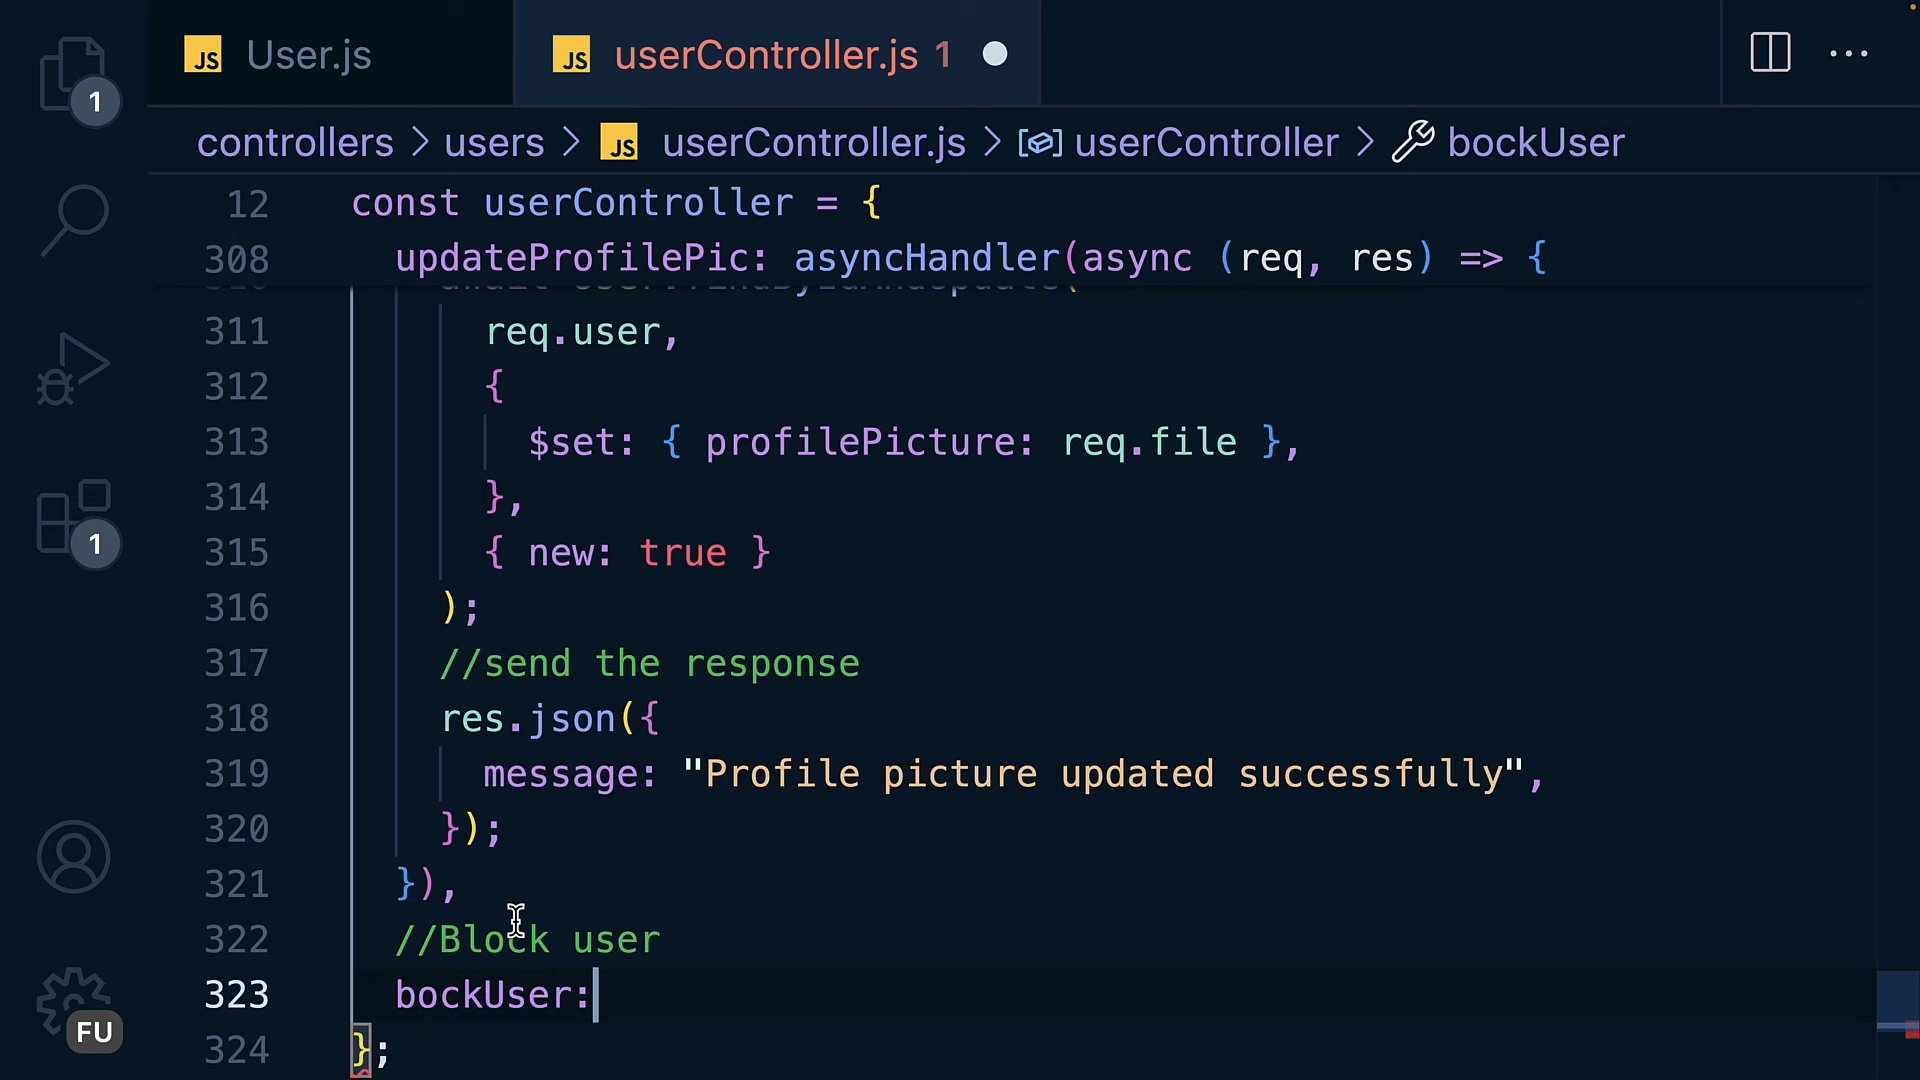 1
JS User.js
JS userController.js 1
controllers > users > JS userController.js > userController > bockUser
12 const userController = {
308 updateProfilePic: asyncHandler(async (req, res) => {
311 req.user,
312 {
313 $set: { profilePicture: req.file },
314 },
315 { new: true }
316 );
317 //send the response
318 res.json({
319 message: "Profile picture updated successfully",
320 });
321 }),
322 //Block user
323 bockUser:
324 };
1
FU